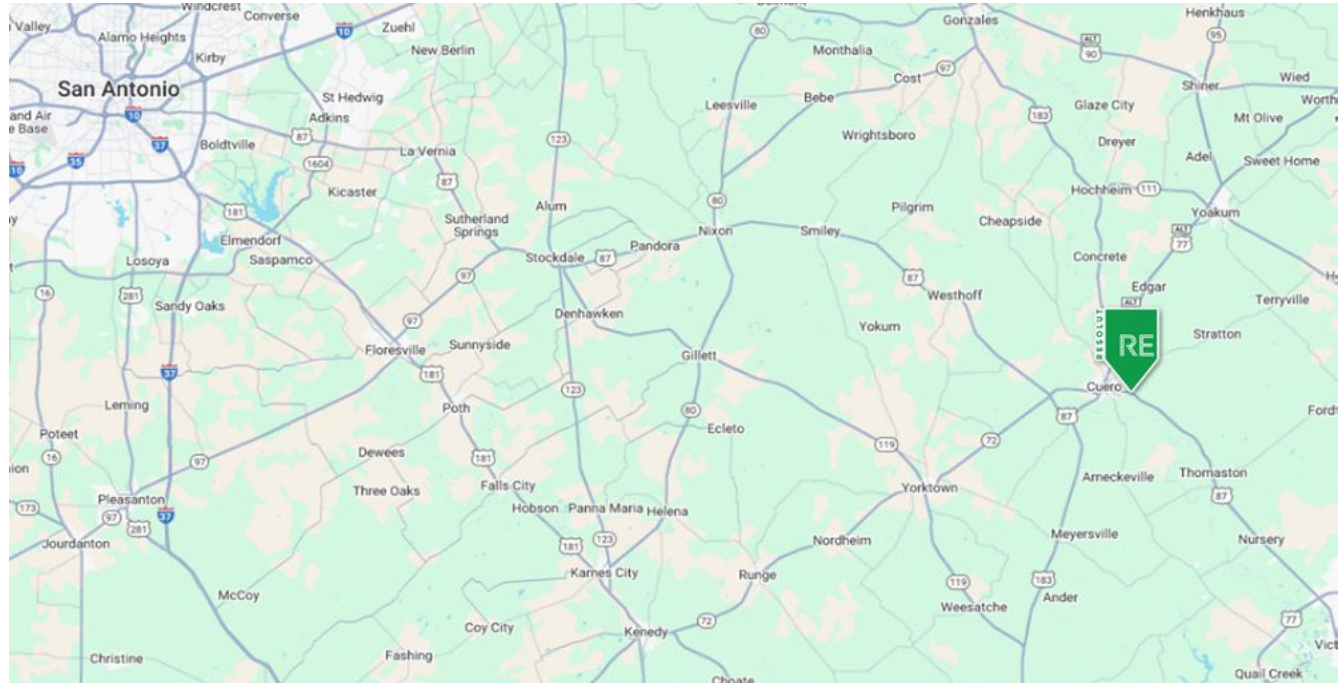 Windcrest
Converse
Valley
Alamo Heights
Kirby
10
Zuehl
New Berlin
80
Gonzales
Henkhaus
ALT
90
95
Monthalia
97
Cost
Shiner
Wied
San Antonio
St Hedwig
Adkins
Leesville
Bebe
Glaze City
Worth
and Air
e Base
10
37
87
183
Mt Olive
Boldtville
123
Wrightsboro
Dreyer
35
10
1604
La Vernia
Adel
Sweet Home
Kicaster
87
80
Hochheim
111
181
Alum
Pilgrim
Cheapside
Yoakum
Sutherland
Springs
Nixon
Smiley
ALT
77
Elmendorf
Saspamco
Pandora
Losoya
Stockdale
87
Concrete
97
87
Edgar
16
281
Westhoff
ALT
Terryville
Sandy Oaks
Denhawken
97
Yokum
RESOLUT
RE
Stratton
Floresville
Sunnyside
Gillett
37
181
123
Cuero
Leming
Poth
80
87
Fordt
Poteet
Ecleto
119
72
16
Dewees
ion
97
181
Arneckeville
Thomaston
Three Oaks
Falls City
Yorktown
87
Pleasanton
173
97
37
281
Hobson
Panna Maria
Helena
Jourdanton
Nordheim
Meyersville
Nursery
181
123
Karnes City
Runge
119
183
McCoy
Weesatche
Ander
72
77
Coy City
Kenedy
Vict
Christine
Fashing
Choate
Quail Creek